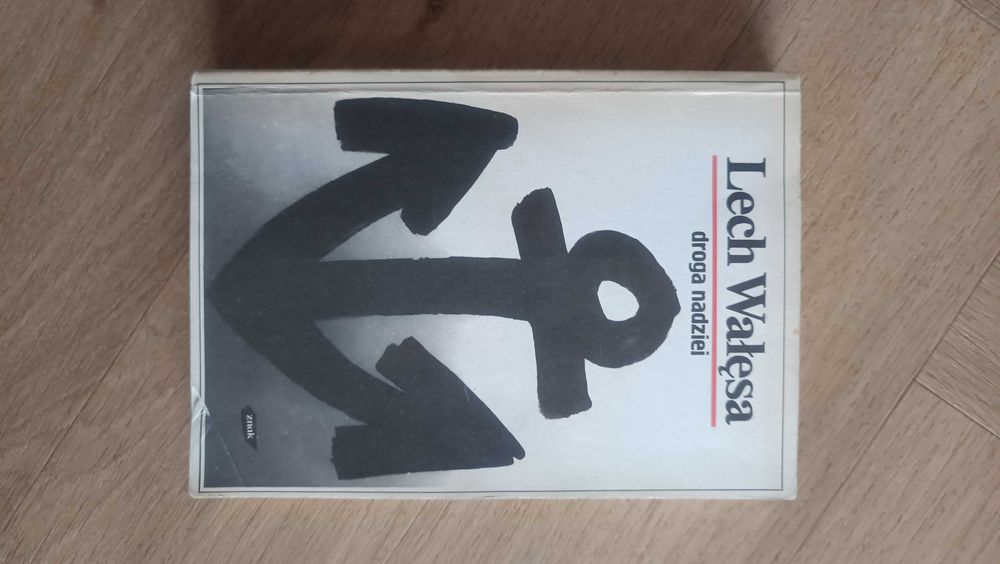 Lech Wałęsa
droga nadziei
znak